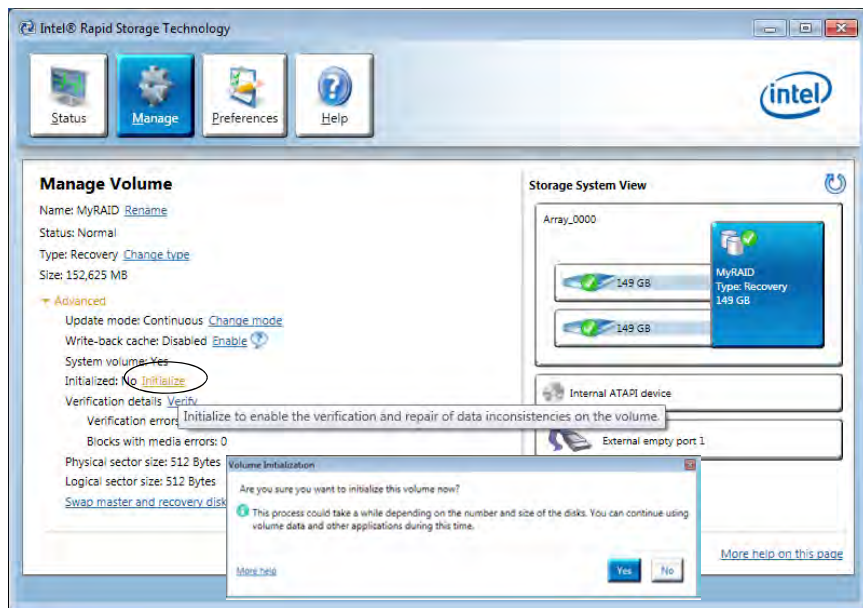 Intel® Rapid Storage Technology
Status
Manage
Preferences
Help
intel
Manage Volume
Name: MyRAID Rename
Status: Normal
Type: Recovery Change type
Size: 152,625 MB
Advanced
Update mode: Continuous Change mode
Write-back cache: Disabled Enable
System volume: Yes
Initialized: No Initialize
Verification details Verify
Initialize to enable the verification and repair of data inconsistencies on the volume.
Verification errors
Blocks with media errors: 0
Physical sector size: 512 Bytes
Logical sector size: 512 Bytes
Swap master and recovery disk
Storage System View
Array_0000
149 GB
149 GB
MyRAID
Type: Recovery
149 GB
Internal ATAPI device
External empty port 1
Volume Initialization
Are you sure you want to initialize this volume now?
This process could take a while depending on the number and size of the disks. You can continue using
volume data and other applications during this time.
More help
Yes
No
More help on this page